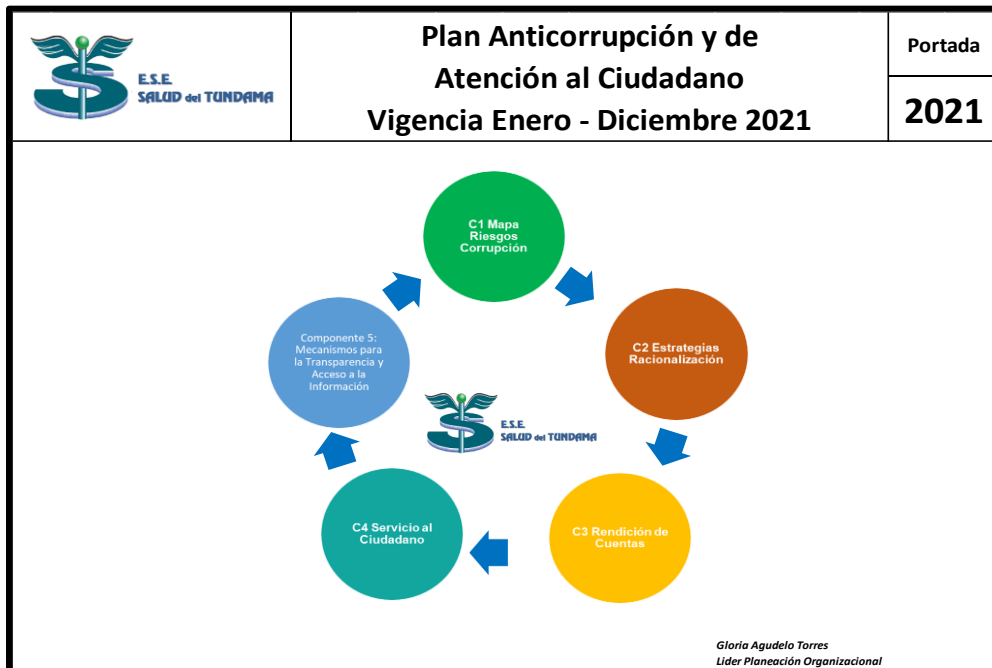 E.S.E.
SALUD del TUNDAMA
Plan Anticorrupción y de
Atención al Ciudadano
Vigencia Enero - Diciembre 2021
Portada
2021
C1 Mapa
Riesgos
Corrupción
C2 Estrategias
Racionalización
C3 Rendición de
Cuentas
C4 Servicio al
Ciudadano
Componente 5:
Mecanismos para
la Transparencia y
Acceso a la
Información
E.S.E.
SALUD del TUNDAMA
Gloria Agudelo Torres
Lider Planeación Organizacional